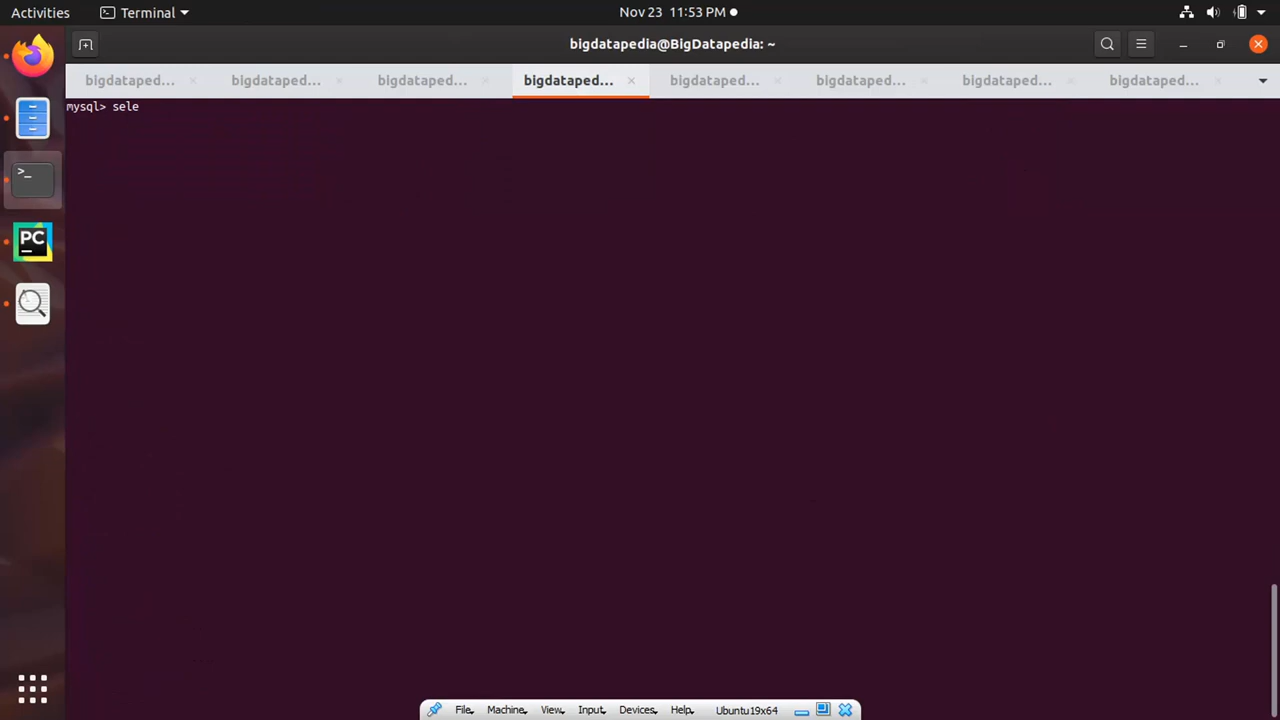 Activities Terminal Nov 23 11:53 PM
bigdatapedia@BigDatapedia: ~
bigdataped... bigdataped... bigdataped... bigdataped... bigdataped... bigdataped... bigdataped... bigdataped...
mysql> sele
>_
PC
File Machine View Input Devices Help Ubuntu19x64